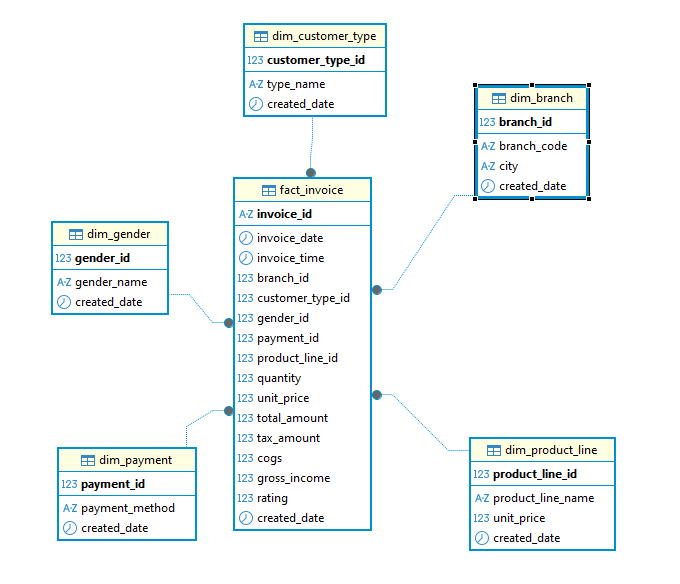 dim_customer_type
123 customer_type_id
A-Z type_name
created_date
dim_branch
123 branch_id
A-Z branch_code
A-Z city
created_date
fact_invoice
A-Z invoice_id
invoice_date
invoice_time
123 branch_id
123 customer_type_id
123 gender_id
123 payment_id
123 product_line_id
123 quantity
123 unit_price
123 total_amount
123 tax_amount
123 cogs
123 gross_income
123 rating
created_date
dim_gender
123 gender_id
A-Z gender_name
created_date
dim_payment
123 payment_id
A-Z payment_method
created_date
dim_product_line
123 product_line_id
A-Z product_line_name
123 unit_price
created_date